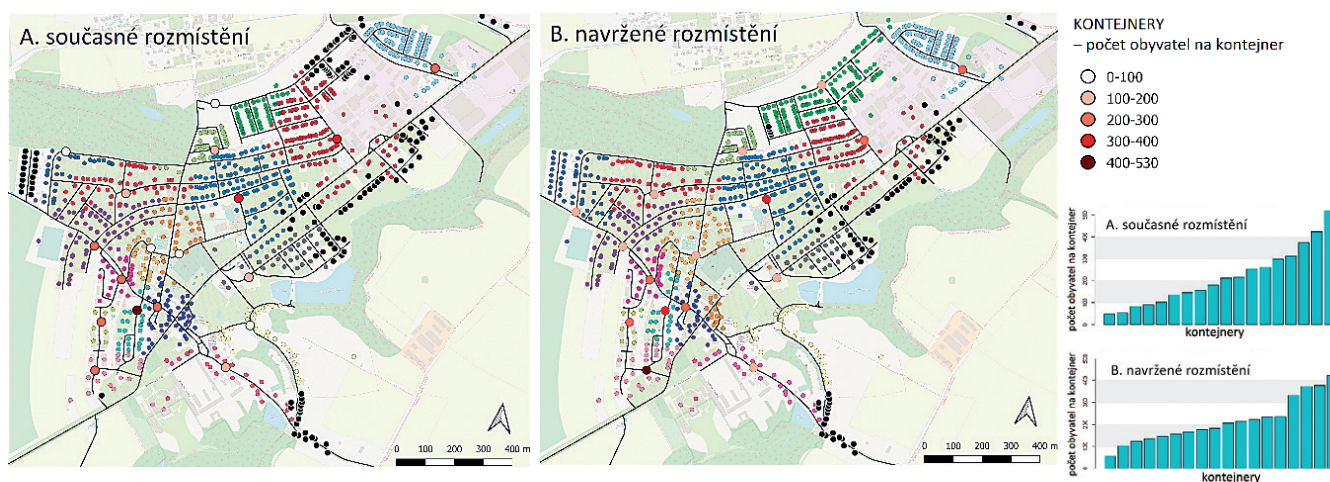 A. současné rozmístění
B. navržené rozmístění
KONTEJNERY
– počet obyvatel na kontejner
0-100
100-200
200-300
300-400
400-530
0 100 200 300 400 m
0 100 200 300 400 m
A. současné rozmístění
počet obyvatel na kontejner
kontejnery
B. navržené rozmístění
počet obyvatel na kontejner
kontejnery